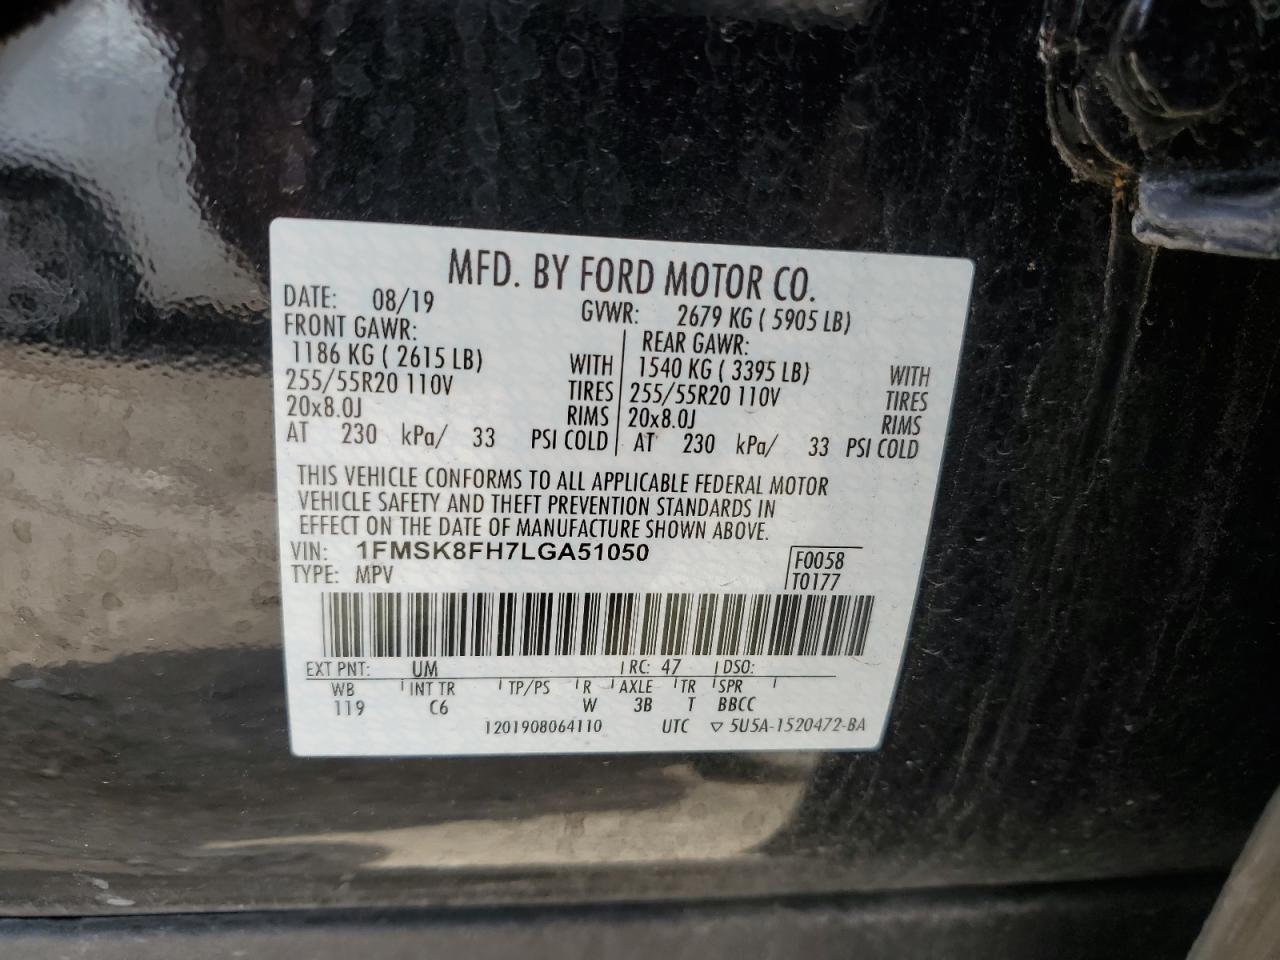 MFD. BY FORD MOTOR CO.
DATE: 08/19 GVWR: 2679 KG ( 5905 LB)
FRONT GAWR: REAR GAWR:
1186 KG ( 2615 LB) WITH 1540 KG ( 3395 LB) WITH
255/55R20 110V TIRES 255/55R20 110V TIRES
20x8.0J RIMS 20x8.0J RIMS
AT 230 kPa/ 33 PSI COLD AT 230 kPa/ 33 PSI COLD
THIS VEHICLE CONFORMS TO ALL APPLICABLE FEDERAL MOTOR
VEHICLE SAFETY AND THEFT PREVENTION STANDARDS IN
EFFECT ON THE DATE OF MANUFACTURE SHOWN ABOVE.
VIN: 1FMSK8FH7LGA51050 F0058
TYPE: MPV T0177
EXT PNT: UM RC: 47 DSO:
WB INT TR TP/PS R AXLE TR SPR
119 C6 W 3B T BBCC
1201908064110 UTC ▽ 5U5A-1520472-BA